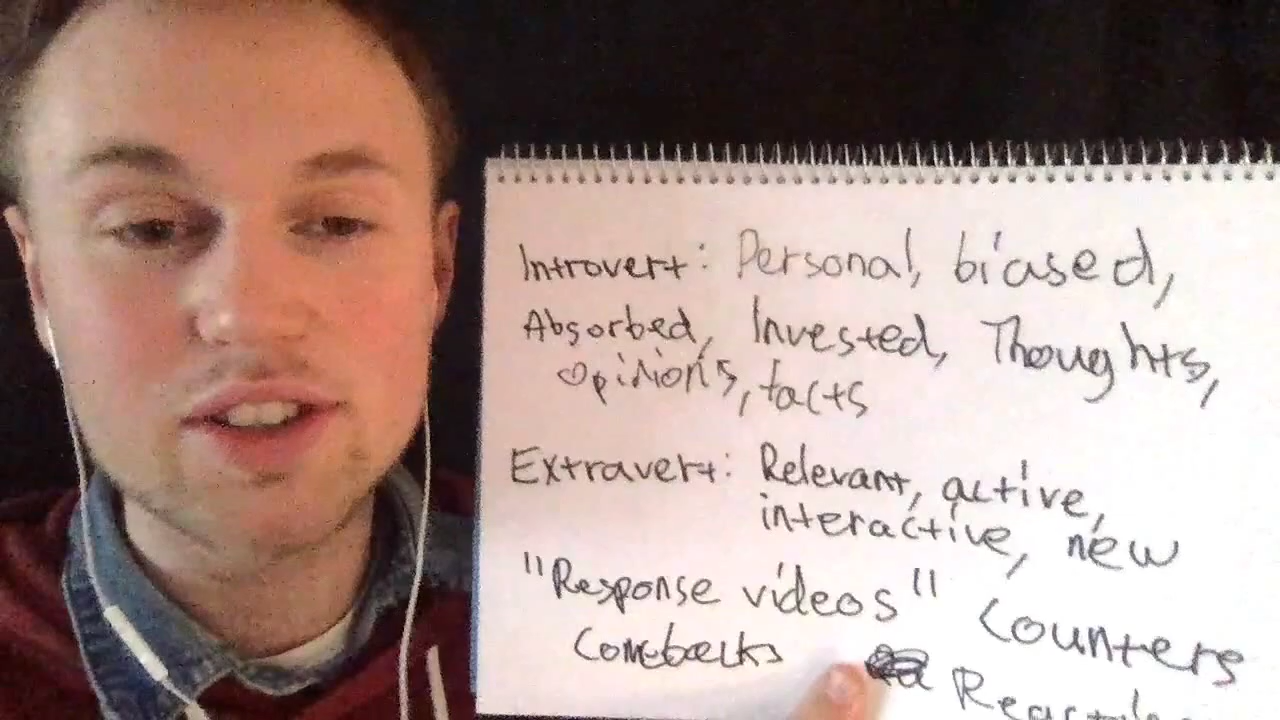 Introvert: Personal, biased,
Absorbed, Invested, Thoughts,
opinions, facts
Extravert: Relevant, active,
interactive, new
"Response videos" Counters
Comebacks